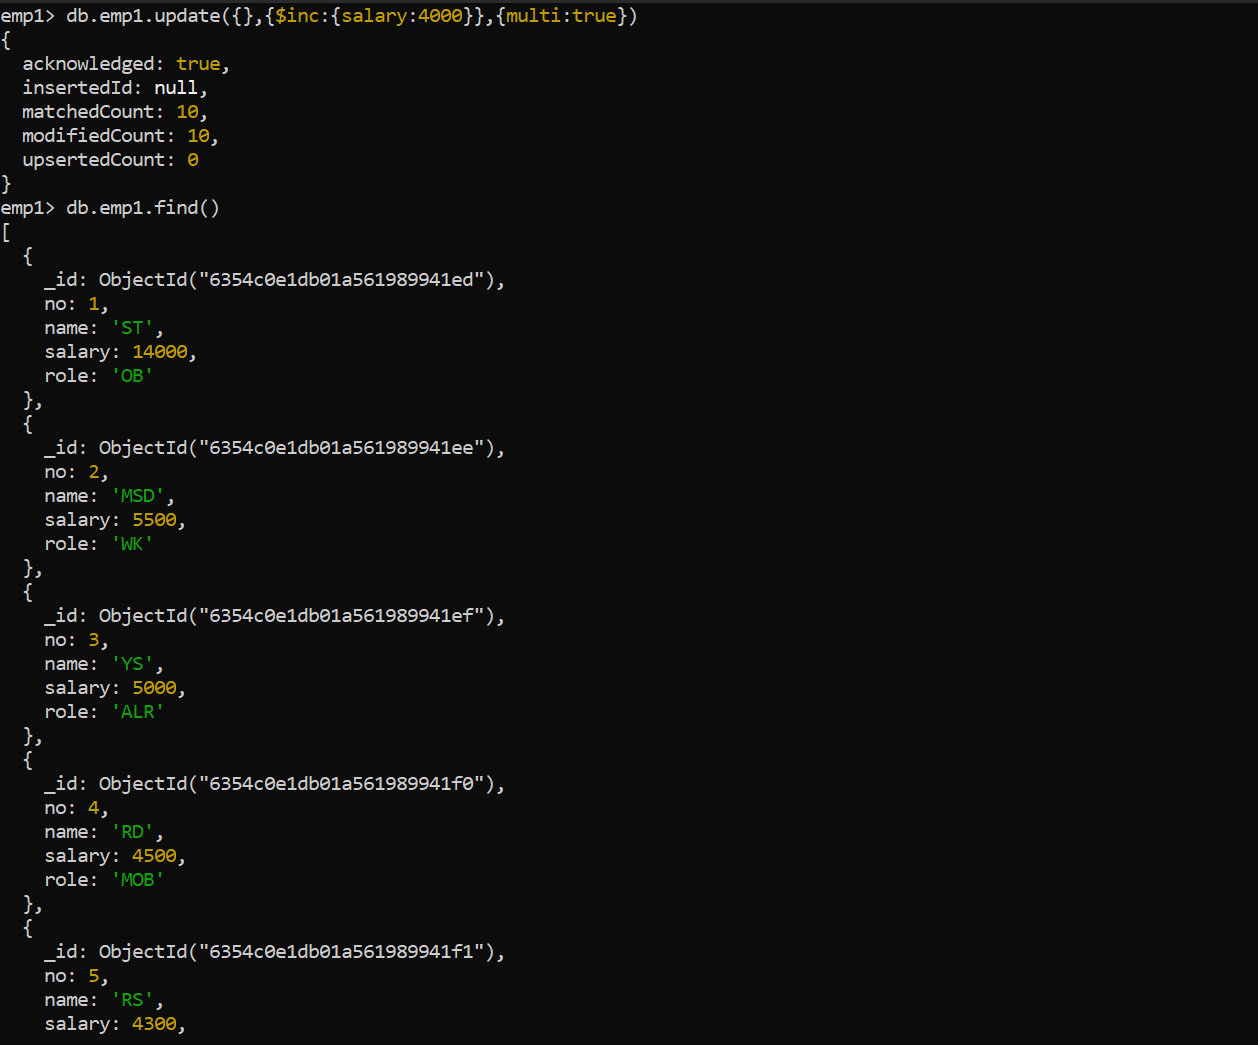 emp1> db.emp1.update({},{$inc:{salary:4000}},{multi:true})
{
  acknowledged: true,
  insertedId: null,
  matchedCount: 10,
  modifiedCount: 10,
  upsertedCount: 0
}
emp1> db.emp1.find()
[
  {
    _id: ObjectId("6354c0e1db01a561989941ed"),
    no: 1,
    name: 'ST',
    salary: 14000,
    role: 'OB'
  },
  {
    _id: ObjectId("6354c0e1db01a561989941ee"),
    no: 2,
    name: 'MSD',
    salary: 5500,
    role: 'WK'
  },
  {
    _id: ObjectId("6354c0e1db01a561989941ef"),
    no: 3,
    name: 'YS',
    salary: 5000,
    role: 'ALR'
  },
  {
    _id: ObjectId("6354c0e1db01a561989941f0"),
    no: 4,
    name: 'RD',
    salary: 4500,
    role: 'MOB'
  },
  {
    _id: ObjectId("6354c0e1db01a561989941f1"),
    no: 5,
    name: 'RS',
    salary: 4300,